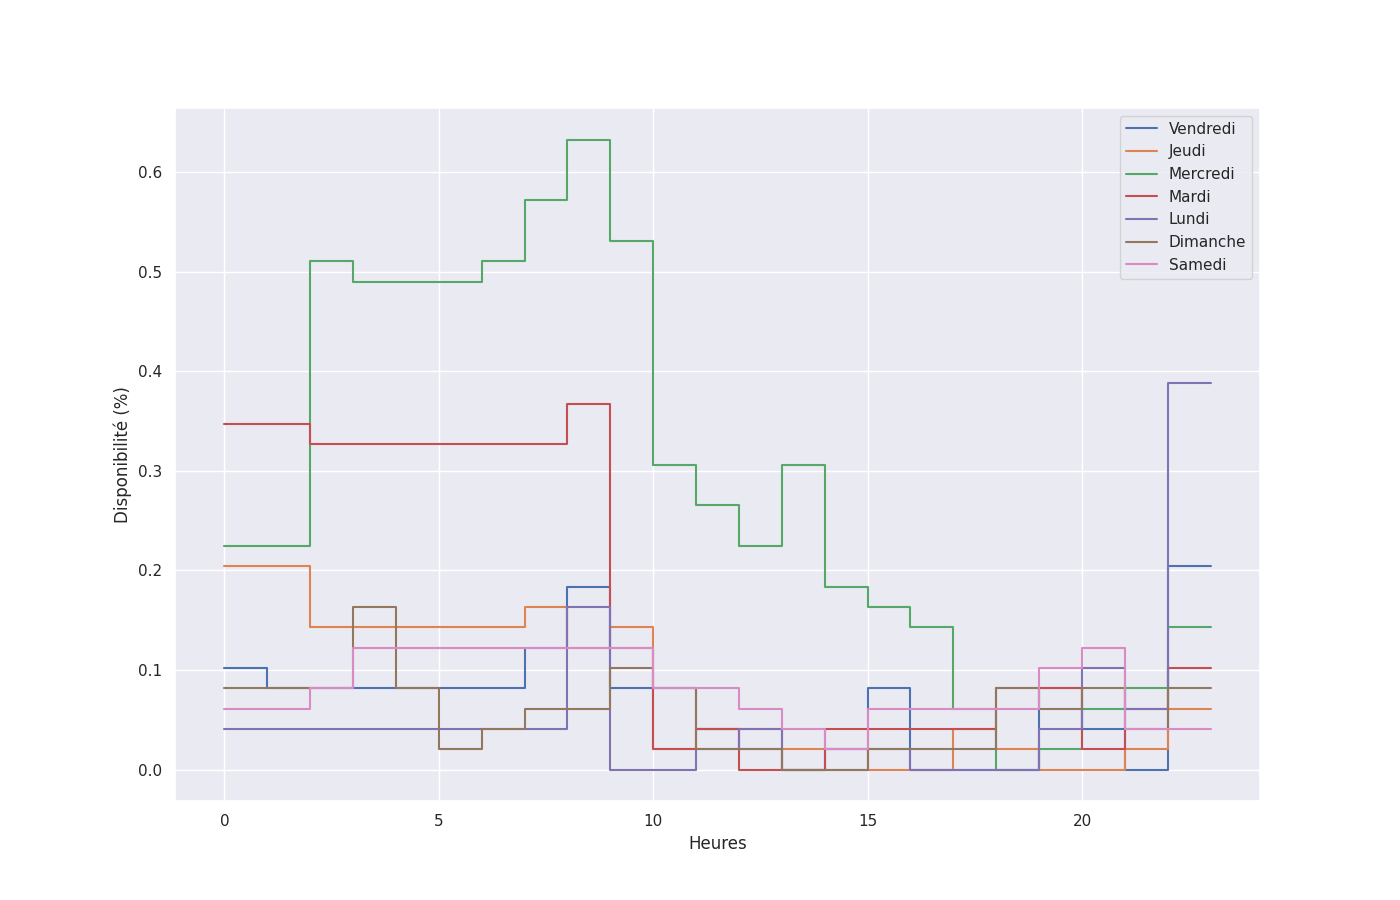 Vendredi
Jeudi
Mercredi
Mardi
Lundi
Dimanche
Samedi
0.6
0.5
0.4
0.3
0.2
0.1
0.0
Disponibilité (%)
0 5 10 15 20
Heures